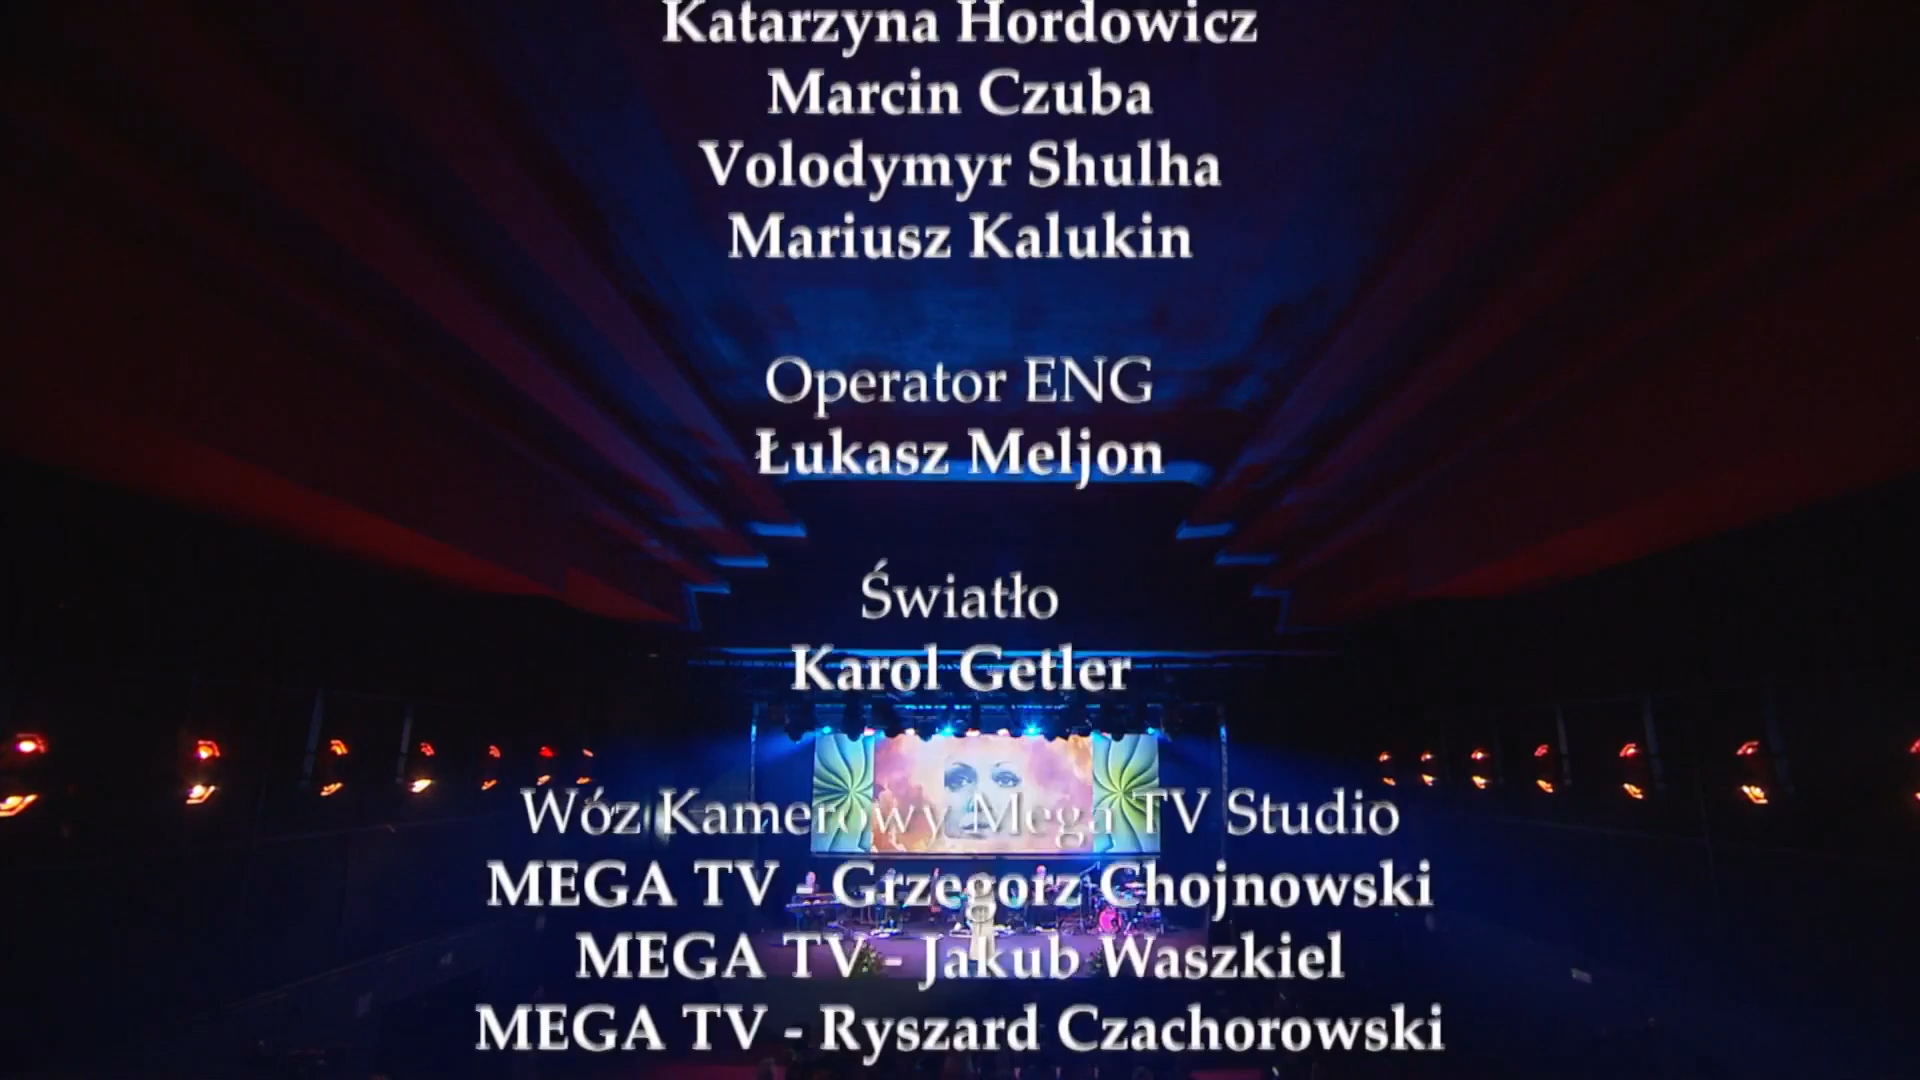 Katarzyna Hordowicz
Marcin Czuba
Volodymyr Shulha
Mariusz Kalukin
Operator ENG
Łukasz Meljon
Światło
Karol Getler
Wóz Kamerowy Mega TV Studio
MEGA TV - Grzegorz Chojnowski
MEGA TV - Jakub Waszkiel
MEGA TV - Ryszard Czachorowski